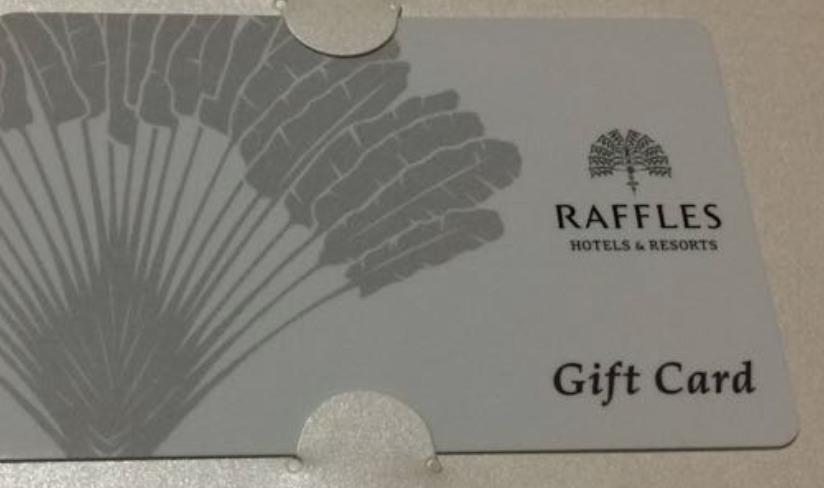 RAFFLES
HOTELS & RESORTS
Gift Card